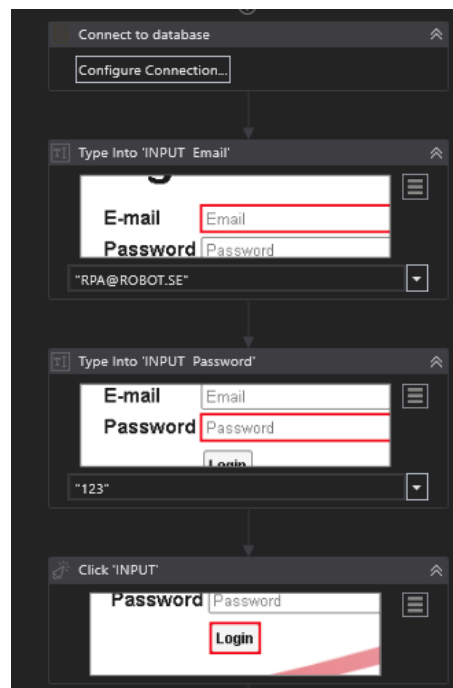 Connect to database
Configure Connection...
Type Into 'INPUT Email'
E-mail Email
Password Password
"RPA@ROBOT.SE"
Type Into 'INPUT Password'
E-mail Email
Password Password
Login
"123"
Click 'INPUT'
Password Password
Login